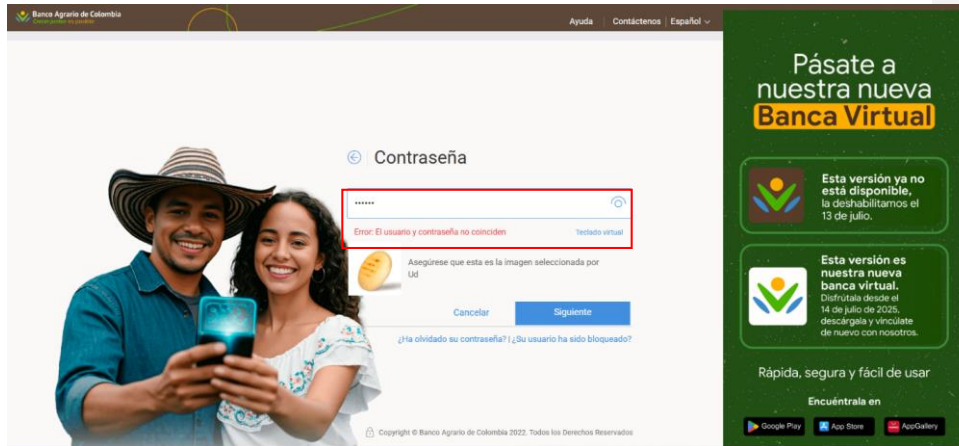 Banco Agrario de Colombia
Ayuda | Contáctenos | Español
Contraseña
Error: El usuario y contraseña no coinciden
Teclado virtual
Asegúrese que esta es la imagen seleccionada por
Ud
Cancelar
Siguiente
¿Ha olvidado su contraseña? | ¿Su usuario ha sido bloqueado?
Copyright © Banco Agrario de Colombia 2022. Todos los Derechos Reservados
Pásate a
nuestra nueva
Banca Virtual
Esta versión ya no
está disponible,
la deshabilitamos el
13 de julio.
Esta versión es
nuestra nueva
banca virtual.
Disfrútala desde el
14 de julio de 2025,
descárgala y vincúlate
de nuevo con nosotros.
Rápida, segura y fácil de usar
Encuéntrala en
Google Play
App Store
AppGallery